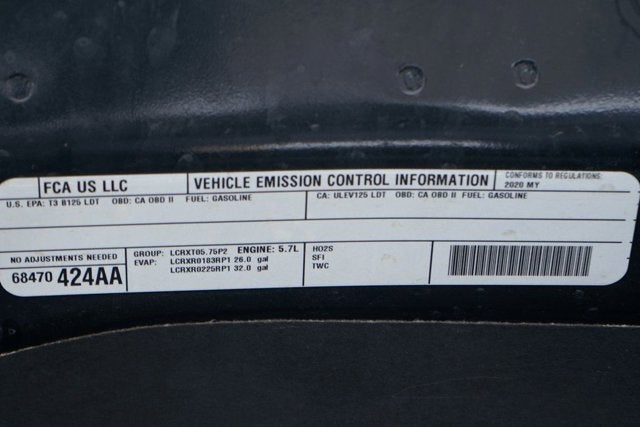 FCA US LLC VEHICLE EMISSION CONTROL INFORMATION CONFORMS TO REGULATIONS:
2020 MY
U.S. EPA: T3 B125 LDT OBD: CA OBD II FUEL: GASOLINE CA: ULEV125 LDT OBD: CA OBD II FUEL: GASOLINE
NO ADJUSTMENTS NEEDED
68470 424AA
GROUP: LCRXT05.75P2 ENGINE: 5.7L
EVAP: LCRXR0183RP1 26.0 gal
LCRXR0225RP1 32.0 gal
HO2S
SFI
TWC